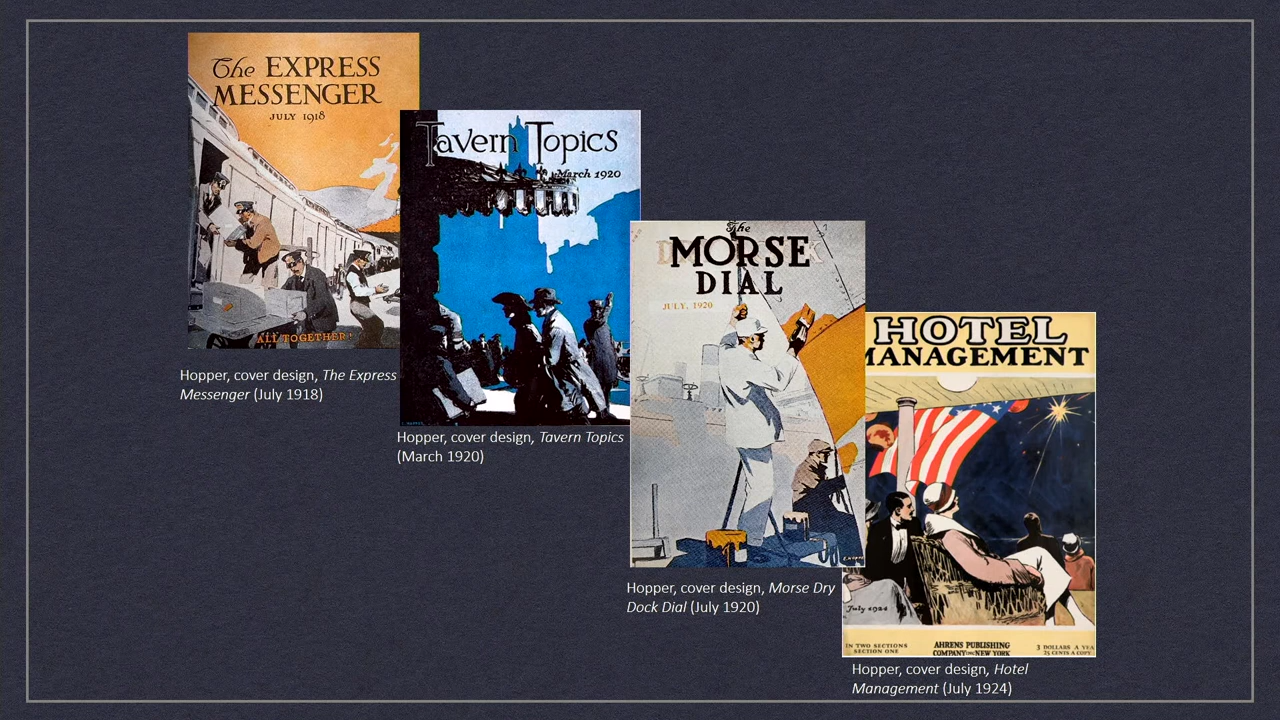 The EXPRESS
MESSENGER
JULY 1918
ALL TOGETHER!
Hopper, cover design, The Express
Messenger (July 1918)
Tavern Topics
March 1920
Hopper, cover design, Tavern Topics
(March 1920)
The
MORSE
DIAL
JULY, 1920
Hopper, cover design, Morse Dry
Dock Dial (July 1920)
HOTEL
MANAGEMENT
July 1924
IN TWO SECTIONS
SECTION ONE
AHRENS PUBLISHING
COMPANY INC NEW YORK
3 DOLLARS A YEA
25 CENTS A COPY
Hopper, cover design, Hotel
Management (July 1924)